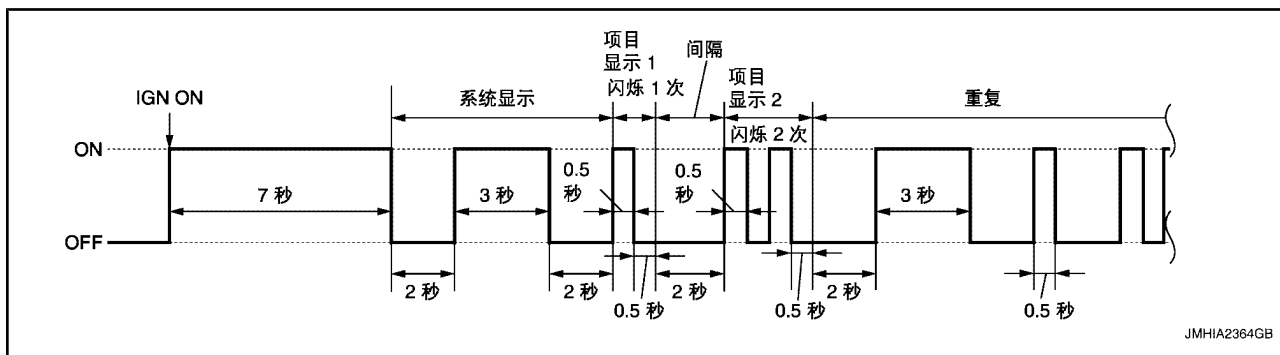 项目
显示 1
闪烁 1 次
间隔
项目
显示 2
闪烁 2 次
系统显示
重复
IGN ON
ON
OFF
7 秒
3 秒
0.5
秒
0.5
秒
3 秒
2 秒
2 秒
0.5 秒
2 秒
0.5 秒
2 秒
0.5 秒
JMHIA2364GB